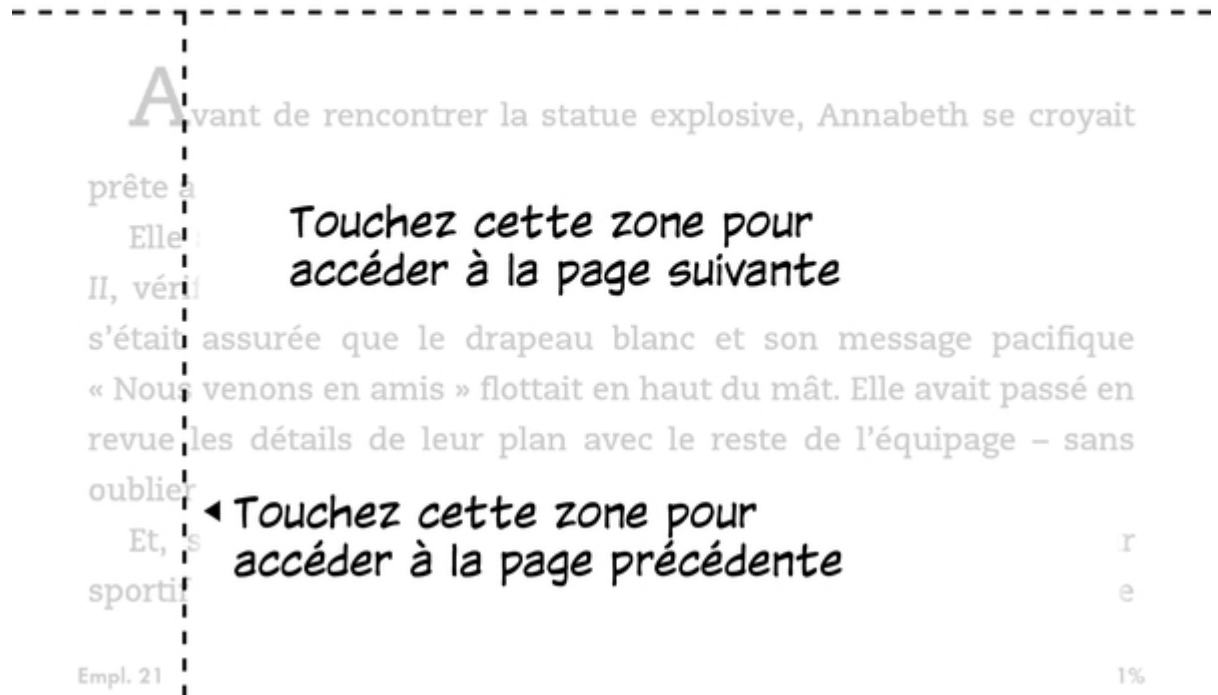 Avant de rencontrer la statue explosive, Annabeth se croyait
prête
Touchez cette zone pour
Elle
accéder à la page suivante
II,
s'était assurée que le drapeau blanc et son message pacifique
« Nous venons en amis » flottait en haut du mât. Elle avait passé en
revue les détails de leur plan avec le reste de l'équipage – sans
oublier
Touchez cette zone pour
Et,
accéder à la page précédente
Empl. 21 1%